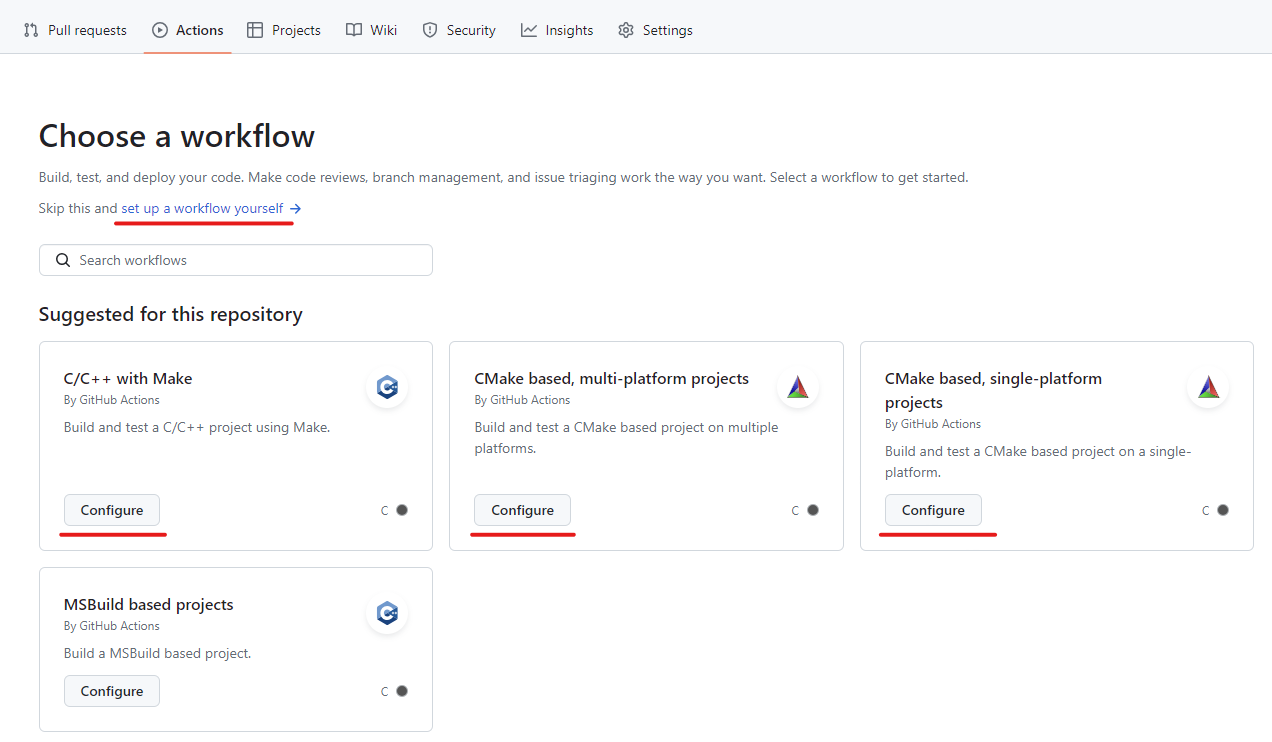 Pull requests Actions Projects Wiki Security Insights Settings
Choose a workflow
Build, test, and deploy your code. Make code reviews, branch management, and issue triaging work the way you want. Select a workflow to get started.
Skip this and set up a workflow yourself →
Search workflows
Suggested for this repository
C/C++ with Make
By GitHub Actions
Build and test a C/C++ project using Make.
Configure
C
CMake based, multi-platform projects
By GitHub Actions
Build and test a CMake based project on multiple
platforms.
Configure
C
CMake based, single-platform
projects
By GitHub Actions
Build and test a CMake based project on a single-
platform.
Configure
C
MSBuild based projects
By GitHub Actions
Build a MSBuild based project.
Configure
C